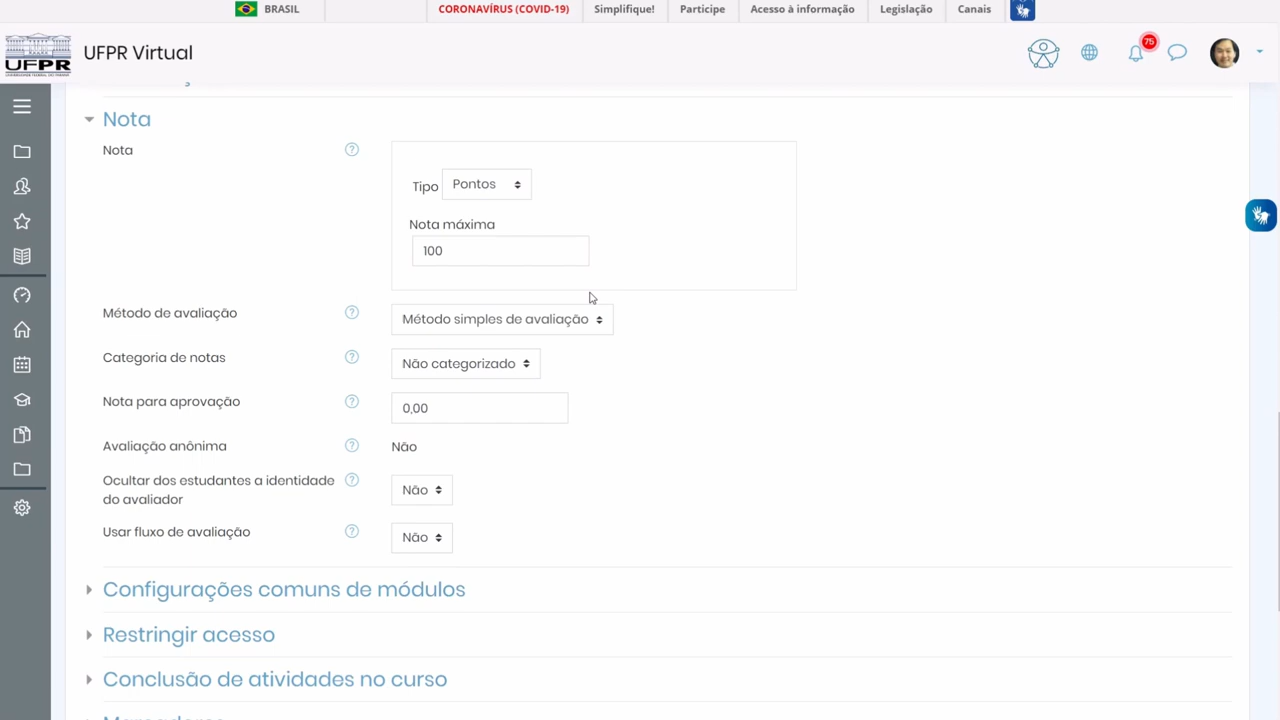 BRASIL
CORONAVÍRUS (COVID-19)
Simplifique!
Participe
Acesso à informação
Legislação
Canais
UFPR
UFPR Virtual
75
Nota
Nota
Tipo
Pontos
Nota máxima
100
Método de avaliação
Método simples de avaliação
Categoria de notas
Não categorizado
Nota para aprovação
0,00
Avaliação anônima
Não
Ocultar dos estudantes a identidade
do avaliador
Não
Usar fluxo de avaliação
Não
Configurações comuns de módulos
Restringir acesso
Conclusão de atividades no curso